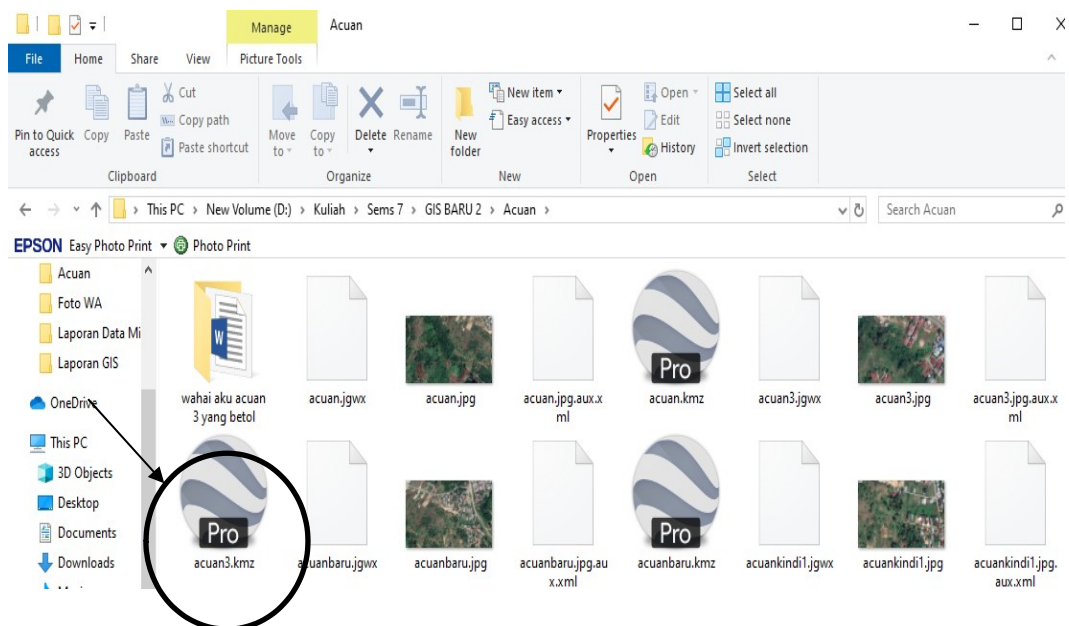 Manage
Acuan
File
Home
Share
View
Picture Tools
Pin to Quick access
Copy
Paste
Cut
Copy path
Paste shortcut
Move to
Copy to
Delete
Rename
New folder
New item
Easy access
Properties
Open
Edit
History
Select all
Select none
Invert selection
Clipboard
Organize
New
Open
Select
This PC > New Volume (D:) > Kuliah > Sems 7 > GIS BARU 2 > Acuan >
Search Acuan
EPSON Easy Photo Print
Photo Print
Acuan
Foto WA
Laporan Data Mi
Laporan GIS
OneDrive
This PC
3D Objects
Desktop
Documents
Downloads
W
Pro
wahai aku acuan
3 yang betol
acuan.jgwx
acuan.jpg
acuan.jpg.aux.x
ml
acuan.kmz
acuan3.jgwx
acuan3.jpg
acuan3.jpg.aux.x
ml
Pro
Pro
acuan3.kmz
acuanbaru.jgwx
acuanbaru.jpg
acuanbaru.jpg.au
x.xml
acuanbaru.kmz
acuankindi1.jgwx
acuankindi1.jpg
acuankindi1.jpg.
aux.xml